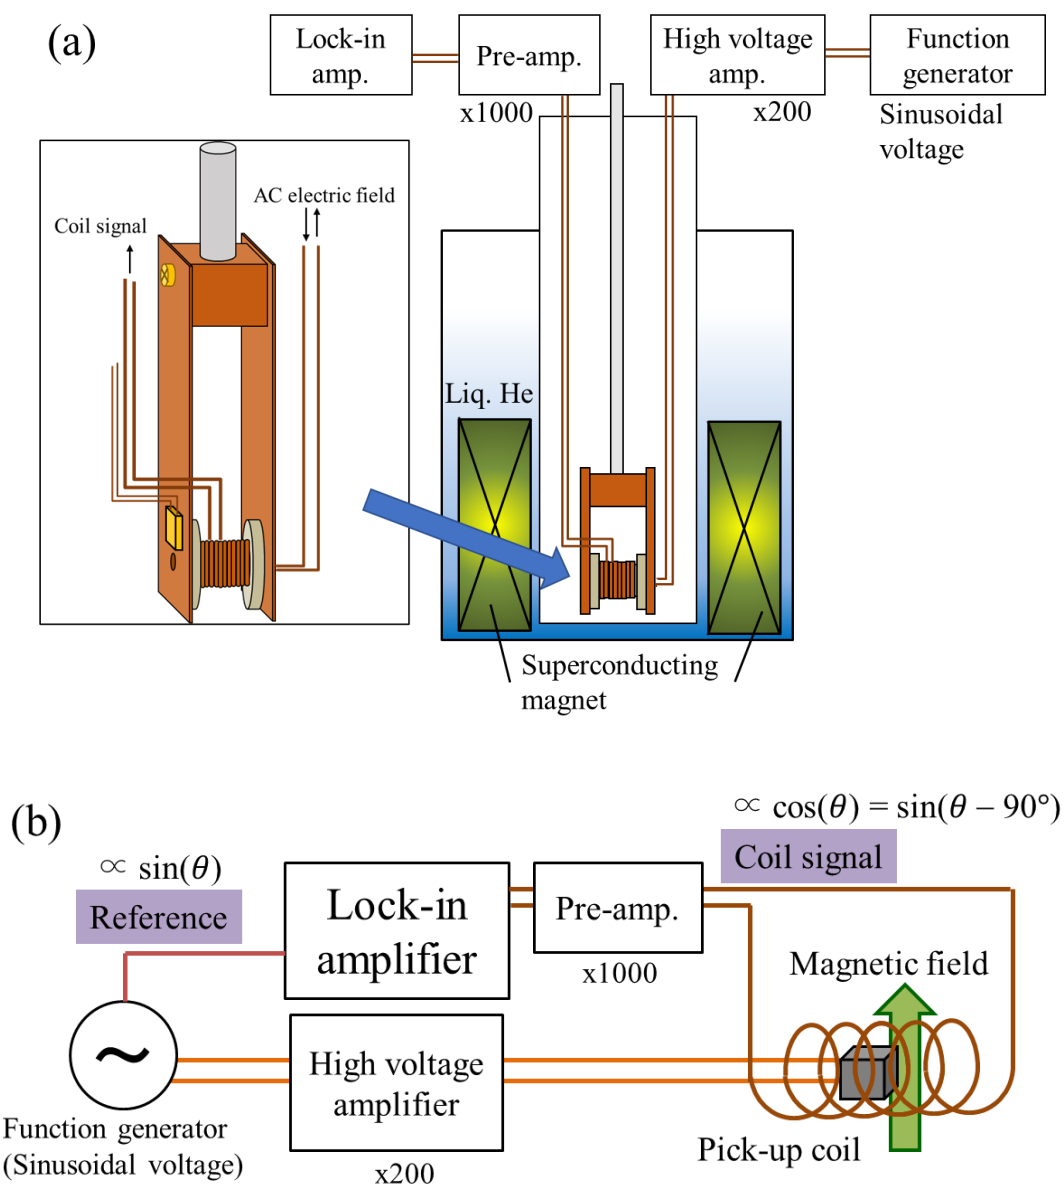 (a)
Lock-in
amp.
Pre-amp.
x1000
High voltage
amp.
x200
Function
generator
Sinusoidal
voltage
AC electric field
Coil signal
Liq. He
Superconducting
magnet
(b)
∝ cos(θ) = sin(θ − 90°)
Coil signal
∝ sin(θ)
Reference
Lock-in
amplifier
Pre-amp.
x1000
Magnetic field
~
High voltage
amplifier
x200
Function generator
(Sinusoidal voltage)
Pick-up coil